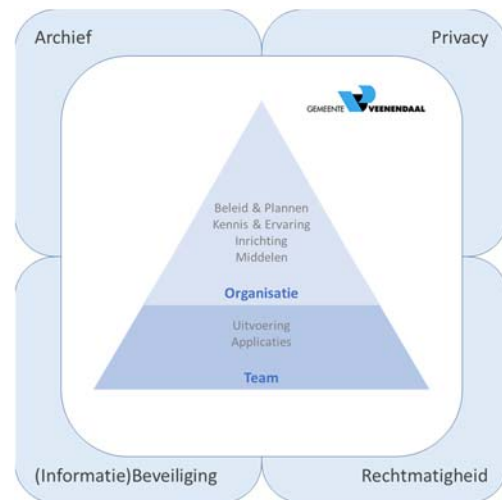 Archief
Privacy
GEMEENTE VEENENDAAL
Beleid & Plannen
Kennis & Ervaring
Inrichting
Middelen
Organisatie
Uitvoering
Applicaties
Team
(Informatie)Beveiliging
Rechtmatigheid